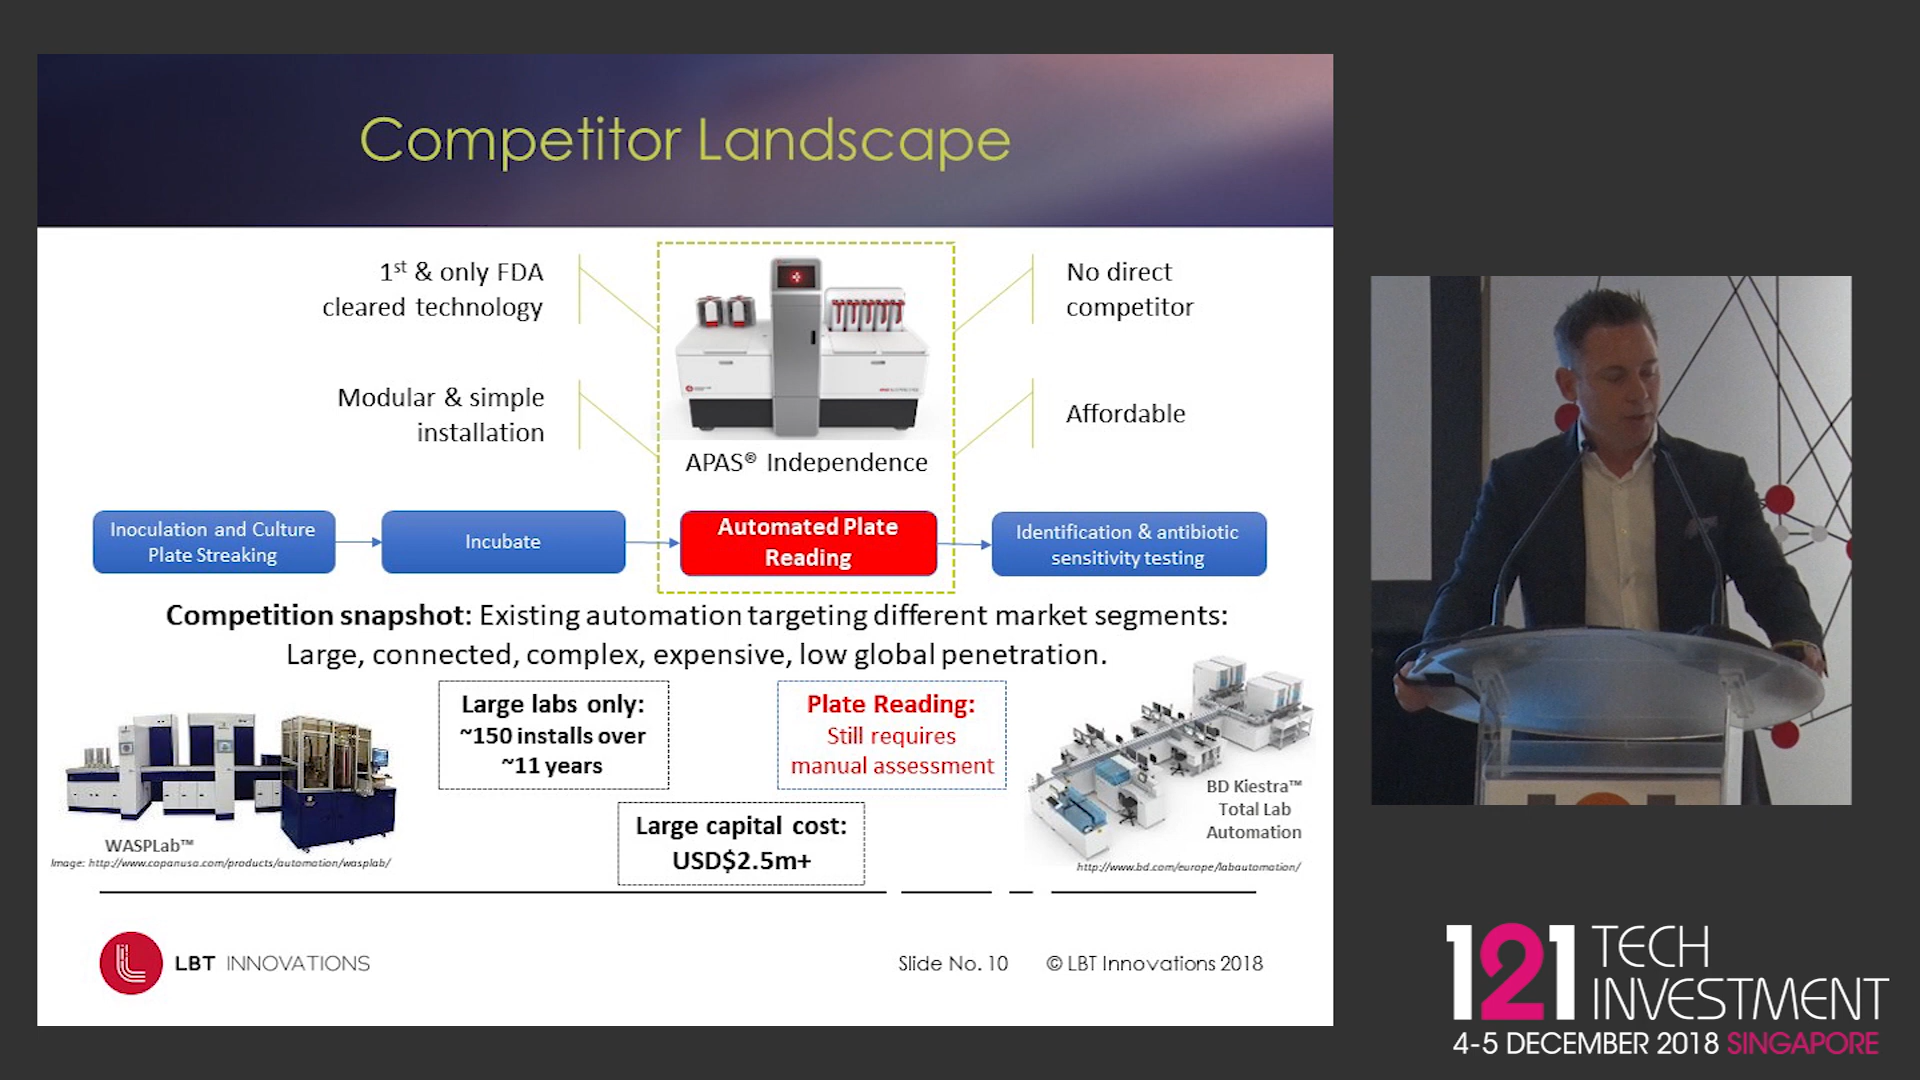 Competitor Landscape
1st & only FDA
cleared technology
No direct
competitor
Modular & simple
installation
Affordable
APAS® Independence
Inoculation and Culture
Plate Streaking
Incubate
Automated Plate
Reading
Identification & antibiotic
sensitivity testing
Competition snapshot: Existing automation targeting different market segments:
Large, connected, complex, expensive, low global penetration.
Large labs only:
~150 installs over
~11 years
Plate Reading:
Still requires
manual assessment
Large capital cost:
USD$2.5m+
WASPLab™
Image: http://www.copanusa.com/products/automation/wasplab/
BD Kiestra™
Total Lab
Automation
http://www.bd.com/europe/labautomation/
LBT INNOVATIONS
Slide No. 10
© LBT Innovations 2018
121 TECH
INVESTMENT
4-5 DECEMBER 2018 SINGAPORE